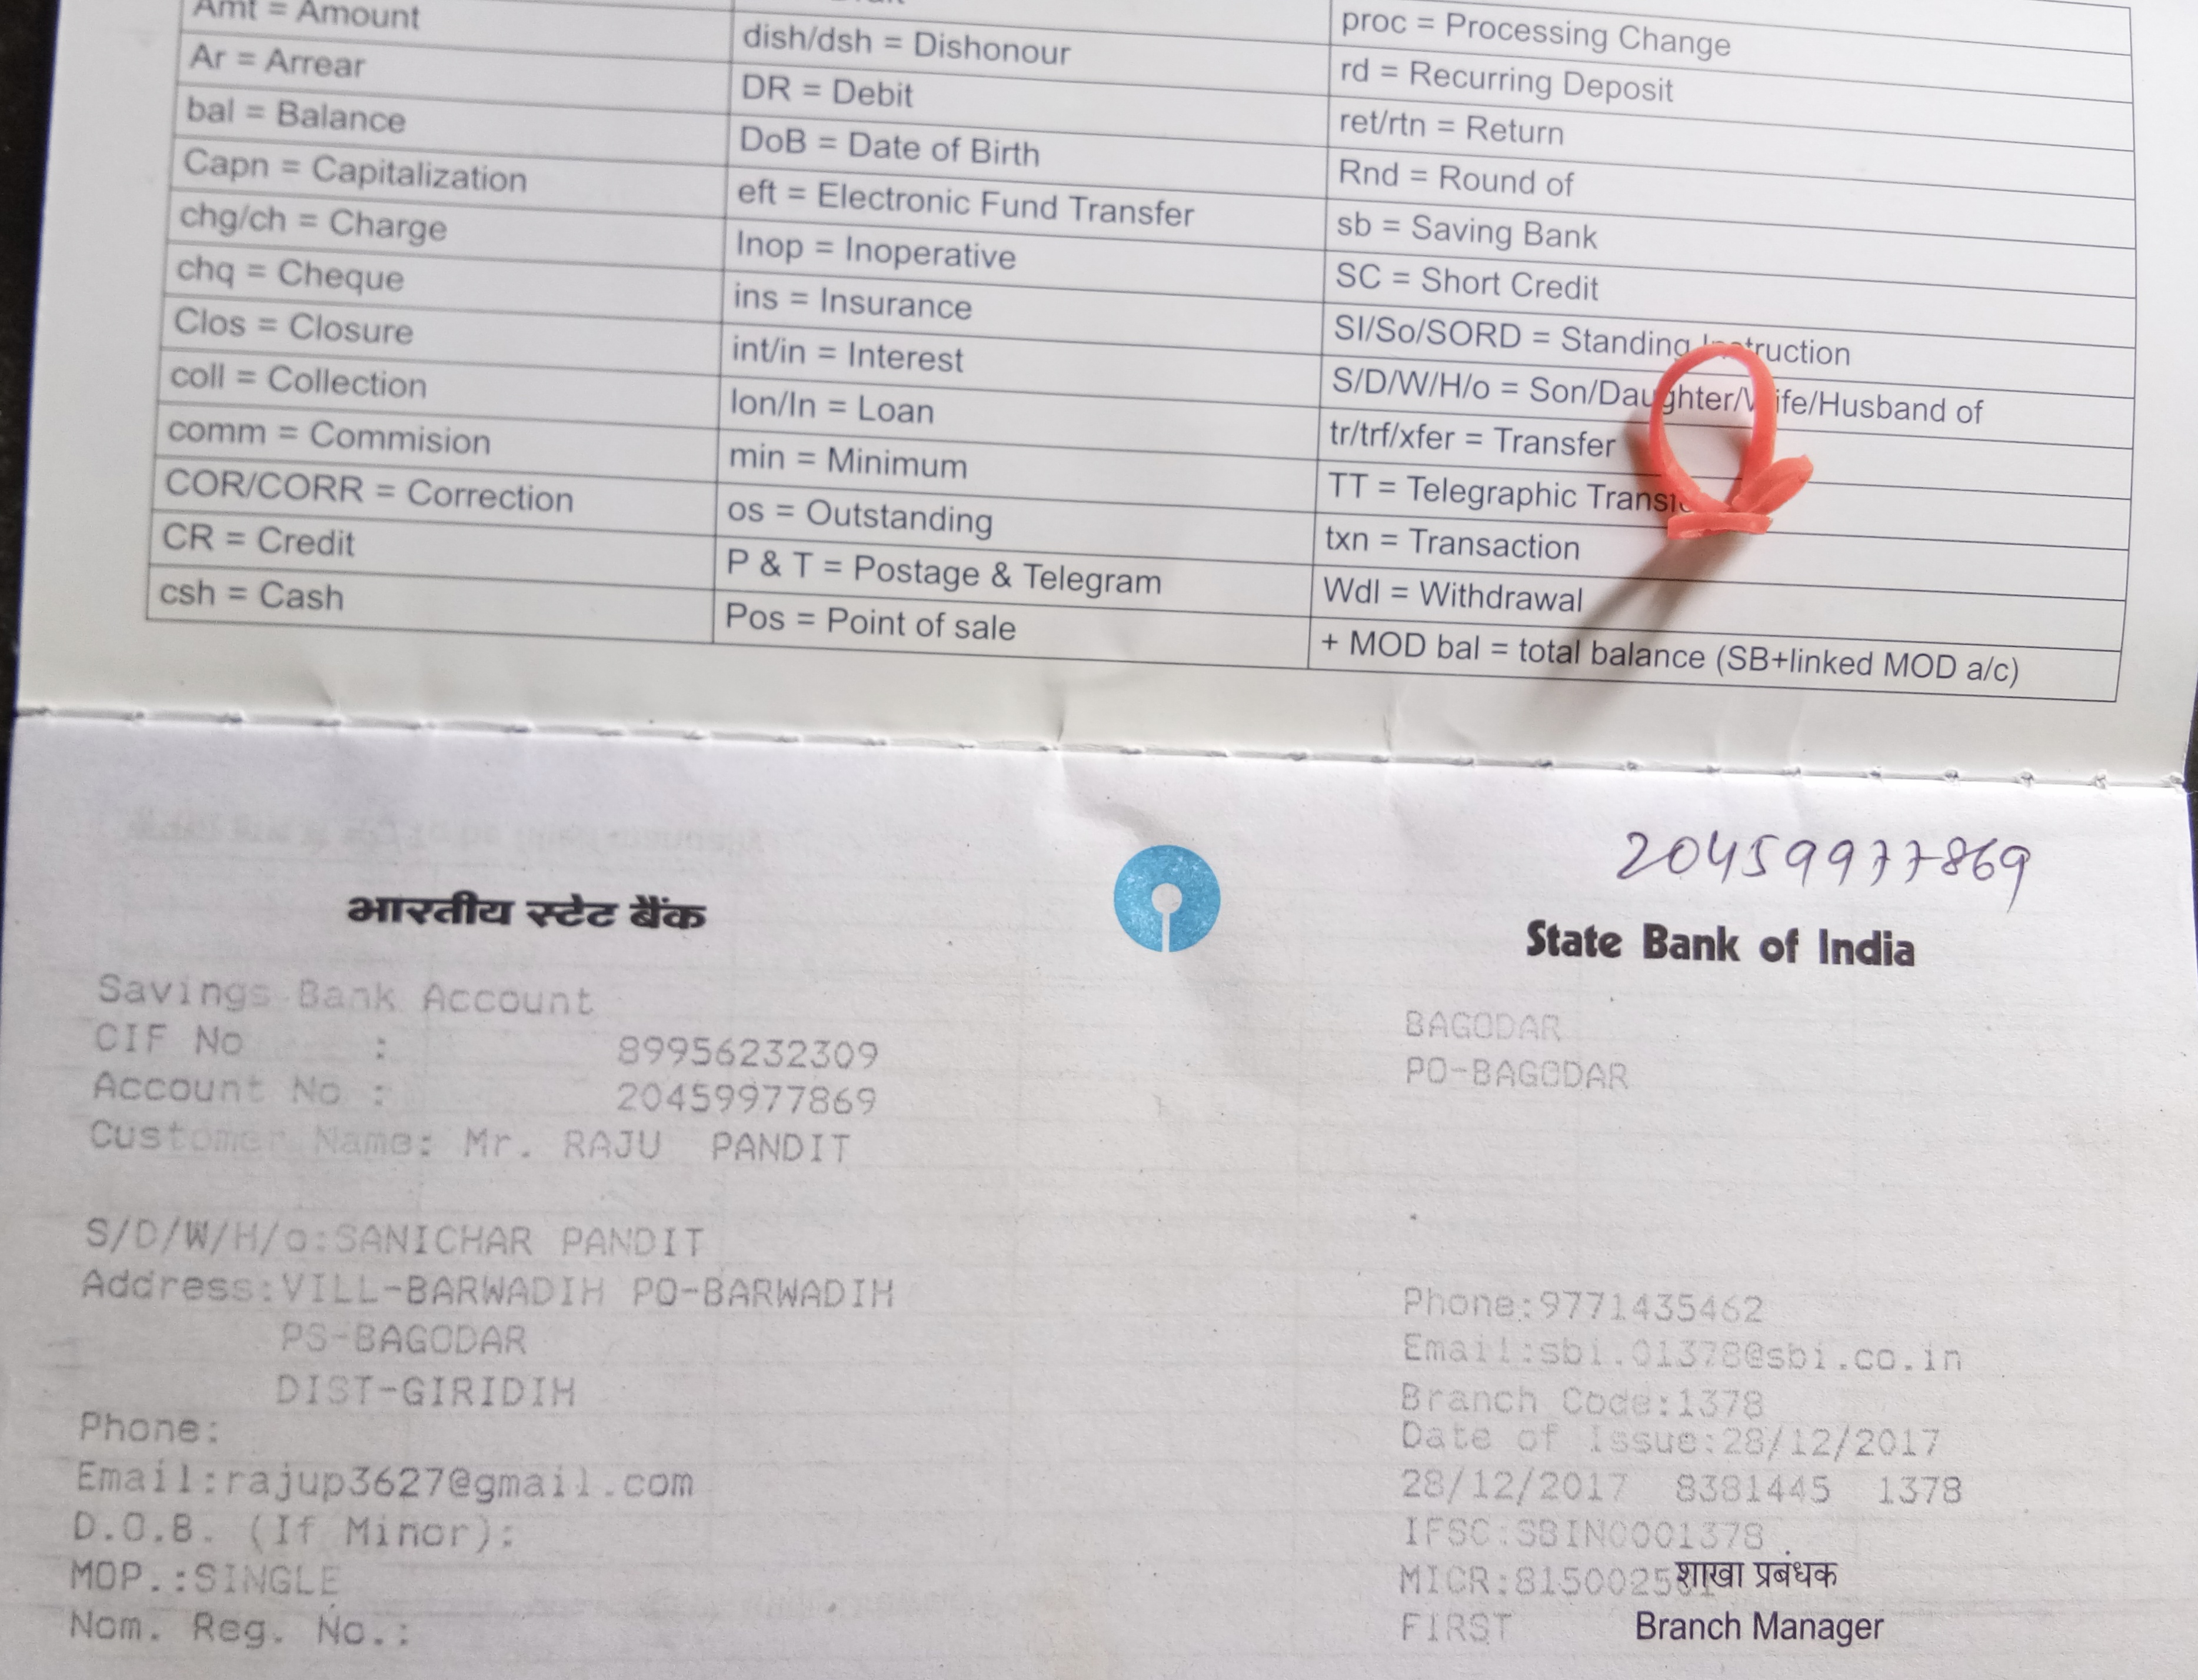 Amt = Amount
Ar = Arrear
bal = Balance
Capn = Capitalization
chg/ch = Charge
chq = Cheque
Clos = Closure
coll = Collection
comm = Commision
COR/CORR = Correction
CR = Credit
csh = Cash
dish/dsh = Dishonour
DR = Debit
DoB = Date of Birth
eft = Electronic Fund Transfer
Inop = Inoperative
ins = Insurance
int/in = Interest
lon/ln = Loan
min = Minimum
os = Outstanding
P & T = Postage & Telegram
Pos = Point of sale
proc = Processing Change
rd = Recurring Deposit
ret/rtn = Return
Rnd = Round of
sb = Saving Bank
SC = Short Credit
SI/So/SORD = Standing Instruction
S/D/W/H/o = Son/Daughter/Wife/Husband of
tr/trf/xfer = Transfer
TT = Telegraphic
txn = Transaction
Wdl = Withdrawal
+ MOD bal = total balance (SB+linked MOD a/c)
20459977869
भारतीय स्टेट बैंक
State Bank of India
Savings Bank Account
CIF No : 89956232309
Account No : 20459977869
Customer Name: Mr. RAJU PANDIT
S/D/W/H/o:SANICHAR PANDIT
Address:VILL-BARWADIH PO-BARWADIH
PS-BAGODAR
DIST-GIRIDIH
Phone:
Email:rajup3627@gmail.com
D.O.B. (If Minor):
MOP.:SINGLE
Nom. Reg. No.:
BAGODAR
PO-BAGODAR
Phone:9771435462
Email:sbi.01378@sbi.co.in
Branch Code:1378
Date of Issue:28/12/2017
28/12/2017 8381445 1378
IFSC:SBIN0001378
MICR: शाखा प्रबंधक
FIRST Branch Manager